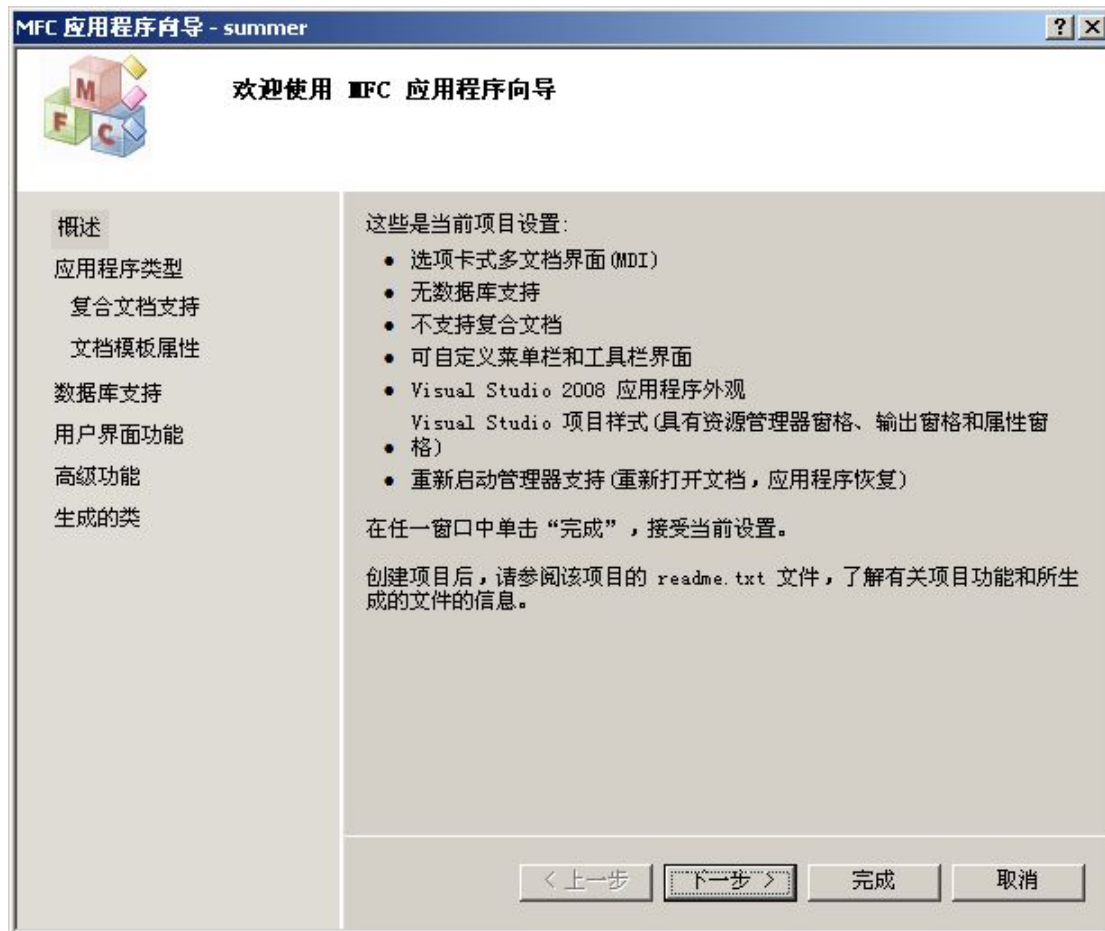 MFC 应用程序向导 - summer
M
F C
欢迎使用 MFC 应用程序向导
概述
应用程序类型
复合文档支持
文档模板属性
数据库支持
用户界面功能
高级功能
生成的类
这些是当前项目设置:
• 选项卡式多文档界面(MDI)
• 无数据库支持
• 不支持复合文档
• 可自定义菜单栏和工具栏界面
• Visual Studio 2008 应用程序外观
Visual Studio 项目样式(具有资源管理器窗格、输出窗格和属性窗
• 格)
• 重新启动管理器支持(重新打开文档，应用程序恢复)
在任一窗口中单击“完成”，接受当前设置。
创建项目后，请参阅该项目的 readme.txt 文件，了解有关项目功能和所生
成的文件的信息。
< 上一步
下一步 >
完成
取消